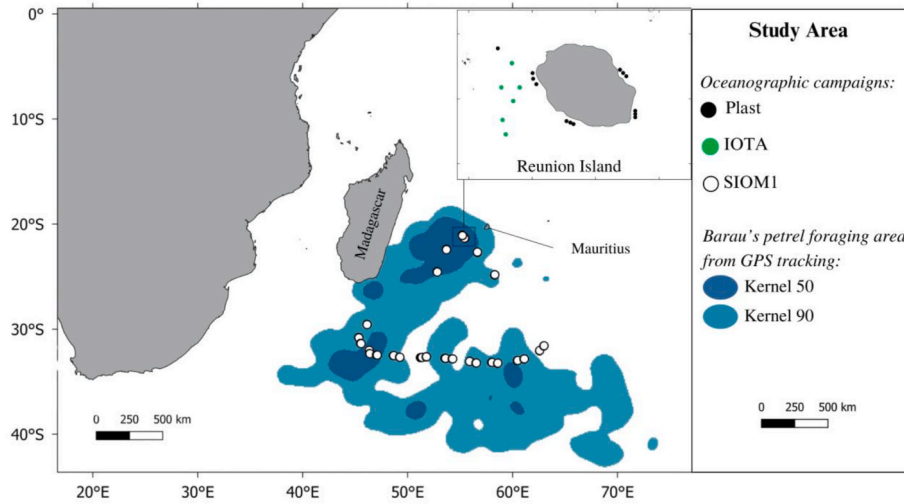 0°
10°S
20°S
30°S
40°S
20°E
30°E
40°E
50°E
60°E
70°E
Madagascar
Reunion Island
Mauritius
0 250 500 km
Study Area
Oceanographic campaigns:
Plast
IOTA
SIOM1
Barau's petrel foraging area
from GPS tracking:
Kernel 50
Kernel 90
0 250 500 km